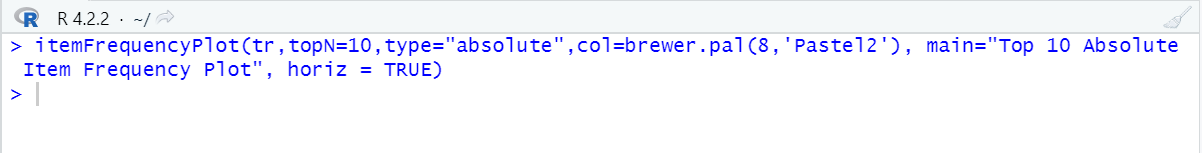 R R 4.2.2 · ~/
> itemFrequencyPlot(tr,topN=10,type="absolute",col=brewer.pal(8,'Pastel2'), main="Top 10 Absolute
Item Frequency Plot", horiz = TRUE)
>